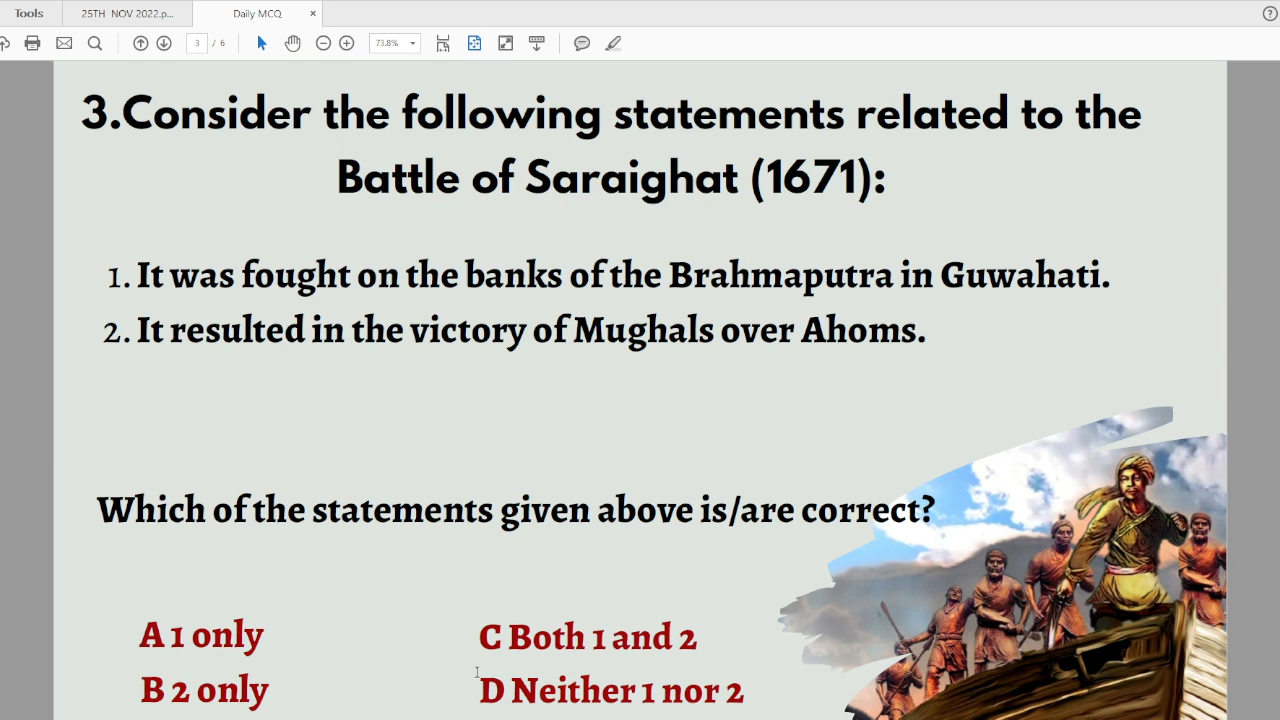 Tools 25TH NOV 2022.p... Daily MCQ ×
3 / 6 73.8%
3.Consider the following statements related to the
Battle of Saraighat (1671):
1. It was fought on the banks of the Brahmaputra in Guwahati.
2. It resulted in the victory of Mughals over Ahoms.
Which of the statements given above is/are correct?
A 1 only C Both 1 and 2
B 2 only D Neither 1 nor 2